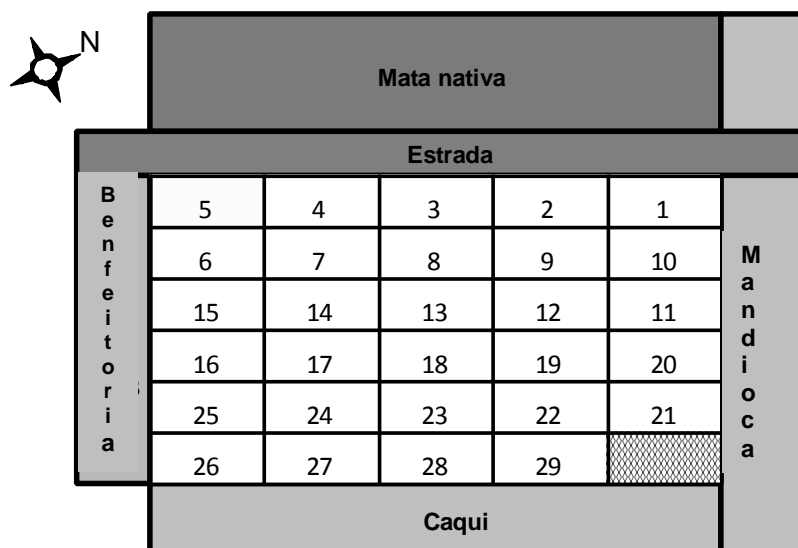 N
Mata nativa
Estrada
Benfeitoria
5 4 3 2 1
6 7 8 9 10
15 14 13 12 11
16 17 18 19 20
25 24 23 22 21
26 27 28 29
Mandioca
Caqui